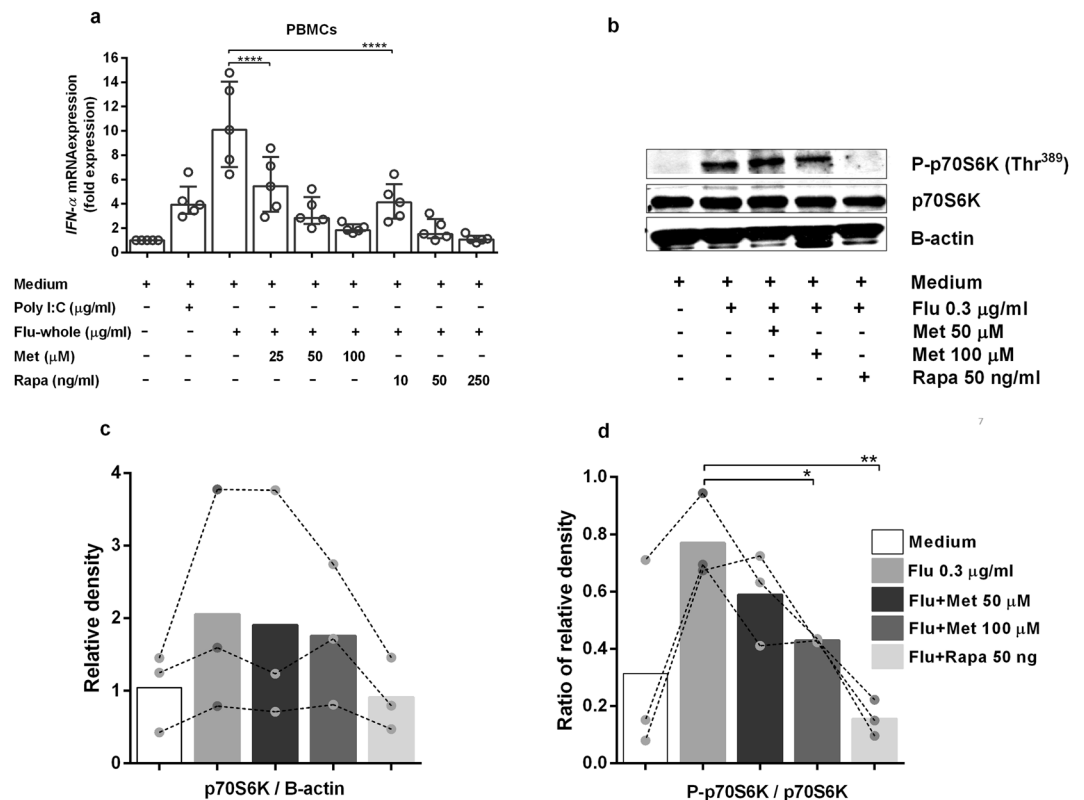 a
PBMCs
****
****
IFN-α mRNAexpression
(fold expression)
16
14
12
10
8
6
4
2
0
Medium + + + + + + + + +
Poly I:C (µg/ml) − + − − − − − − −
Flu-whole (µg/ml) − − + + + + + + +
Met (µM) − − − 25 50 100 − − −
Rapa (ng/ml) − − − − − − 10 50 250
b
P-p70S6K (Thr389)
p70S6K
B-actin
+ + + + + Medium
- + + + + Flu 0.3 µg/ml
- - + - - Met 50 µM
- - - + - Met 100 µM
- - - - + Rapa 50 ng/ml
7
c
Relative density
4
3
2
1
0
p70S6K / B-actin
d
**
*
Ratio of relative density
1.0
0.8
0.6
0.4
0.2
0.0
P-p70S6K / p70S6K
Medium
Flu 0.3 µg/ml
Flu+Met 50 µM
Flu+Met 100 µM
Flu+Rapa 50 ng